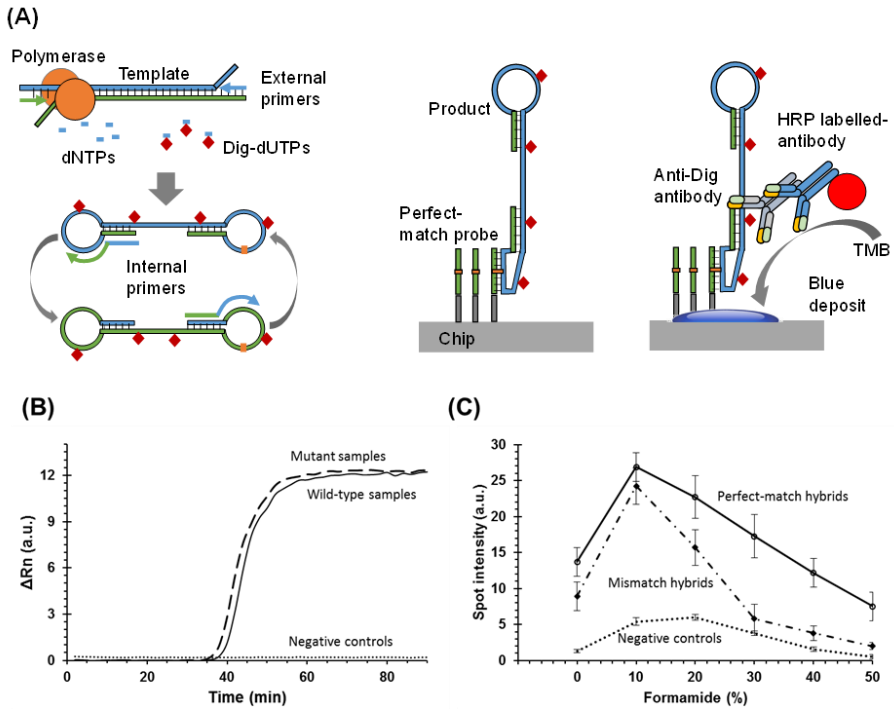 (A)
Polymerase
Template
External
primers
dNTPs
Dig-dUTPs
Internal
primers
Product
Perfect-
match probe
Chip
HRP labelled-
antibody
Anti-Dig
antibody
TMB
Blue
deposit
(B)
ΔRn (a.u.)
12
9
6
3
0
0
20
40
60
80
Time (min)
Mutant samples
Wild-type samples
Negative controls
(C)
Spot intensity (a.u.)
30
25
20
15
10
5
0
0
10
20
30
40
50
Formamide (%)
Perfect-match hybrids
Mismatch hybrids
Negative controls